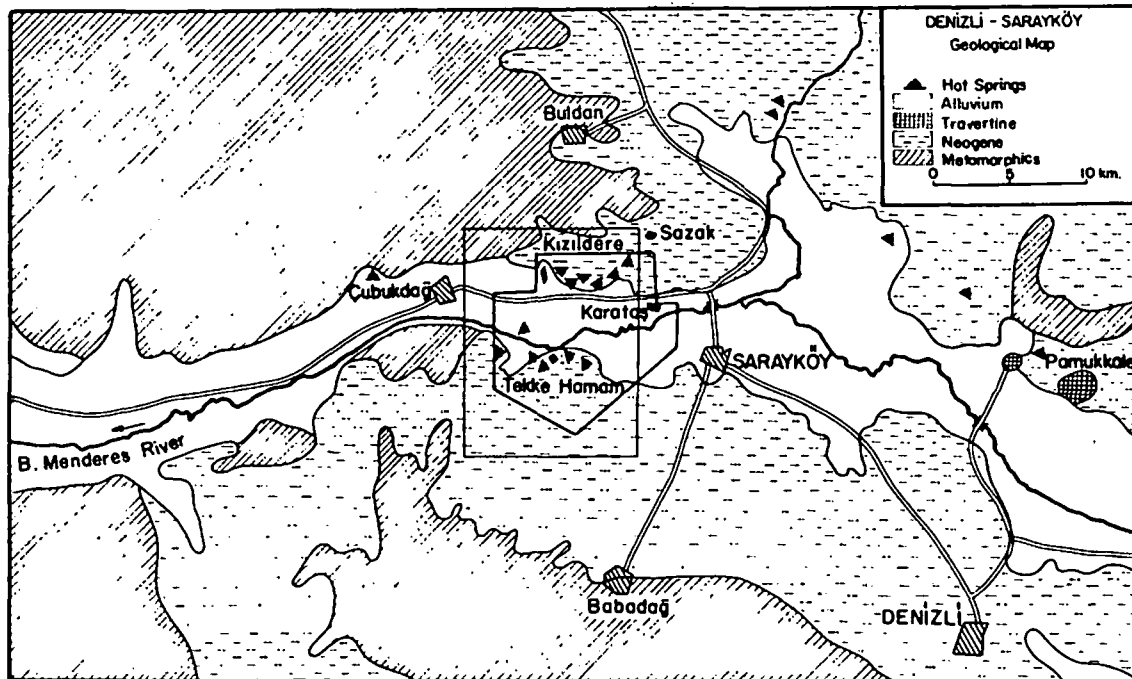 DENİZLİ - SARAYKÖY
Geological Map
Hot Springs
Alluvium
Travertine
Neogene
Metamorphics
0 5 10 km.
Buldan
Sazak
Kızıldere
Çubukdağ
Karataş
SARAYKÖY
Pamukkale
Tekke Hamam
B. Menderes River
Babadağ
DENİZLİ